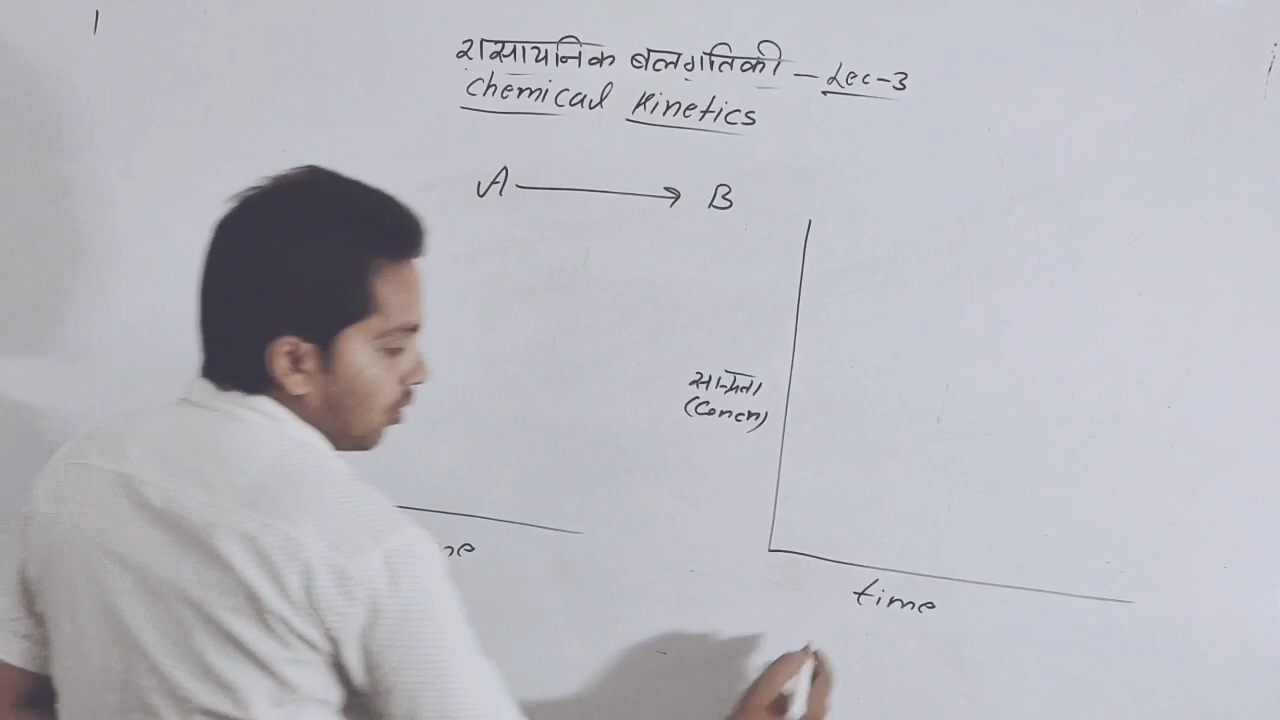 रासायनिक बलगतिकी - Lec-3
Chemical Kinetics
A → B
सान्द्रता
(Concn)
time